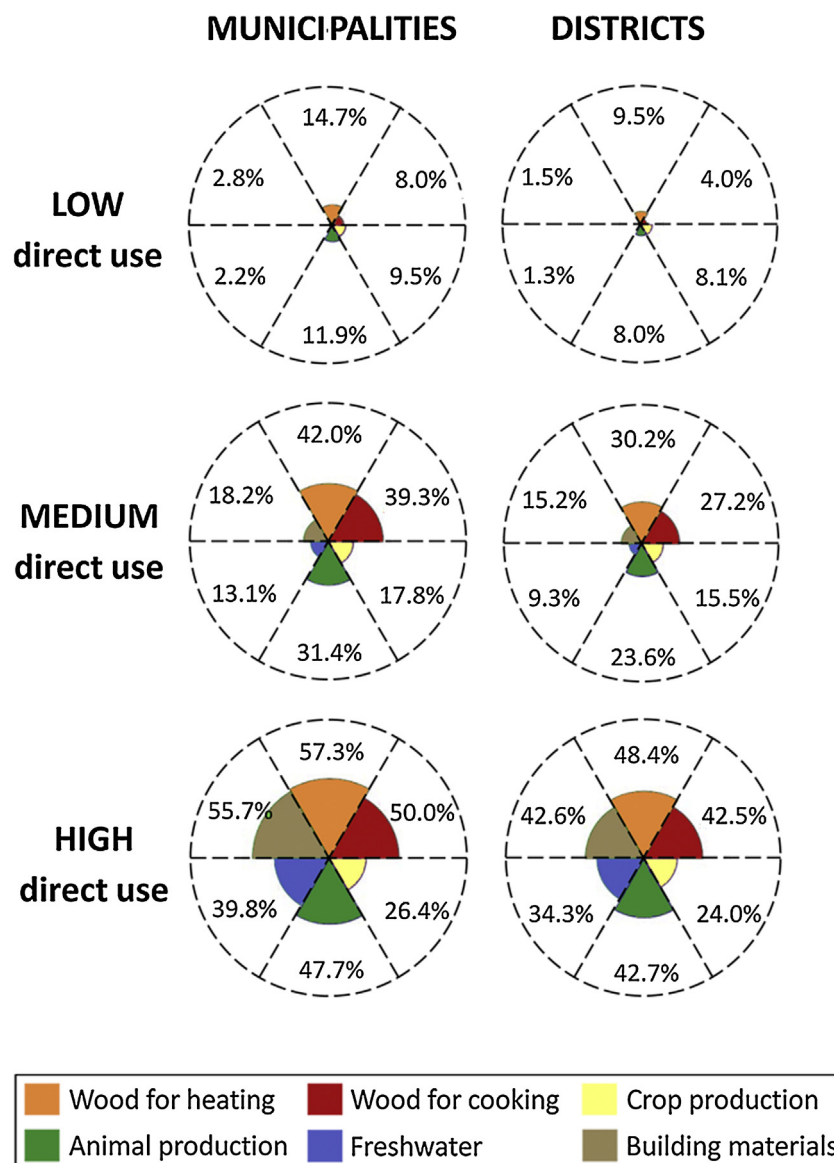 MUNICIPALITIES DISTRICTS
14.7% 9.5%
2.8% 8.0% 1.5% 4.0%
LOW
direct use
2.2% 9.5% 1.3% 8.1%
11.9% 8.0%
42.0% 30.2%
18.2% 39.3% 15.2% 27.2%
MEDIUM
direct use
13.1% 17.8% 9.3% 15.5%
31.4% 23.6%
57.3% 48.4%
55.7% 50.0% 42.6% 42.5%
HIGH
direct use
39.8% 26.4% 34.3% 24.0%
47.7% 42.7%
Wood for heating Wood for cooking Crop production
Animal production Freshwater Building materials